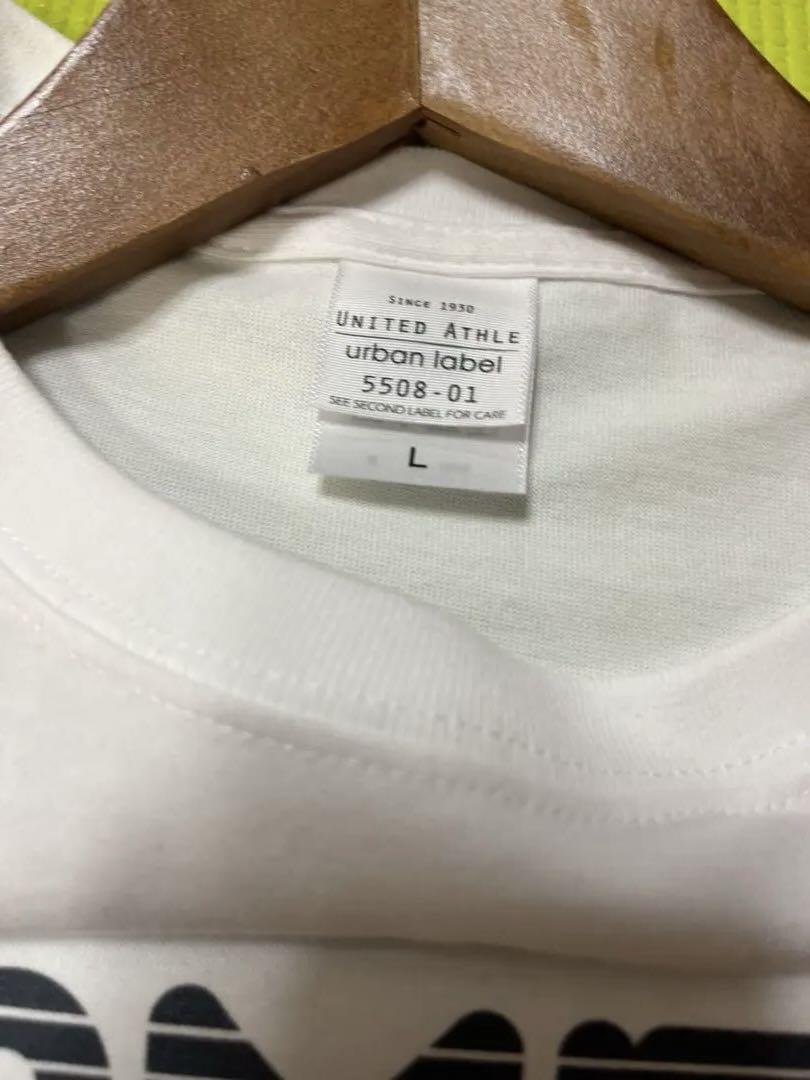 SINCE 1930
UNITED ATHLE
urban label
5508-01
SEE SECOND LABEL FOR CARE
L